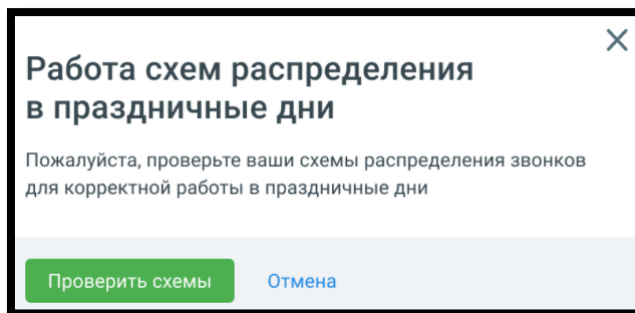 Работа схем распределения
в праздничные дни
Пожалуйста, проверьте ваши схемы распределения звонков
для корректной работы в праздничные дни
Проверить схемы
Отмена